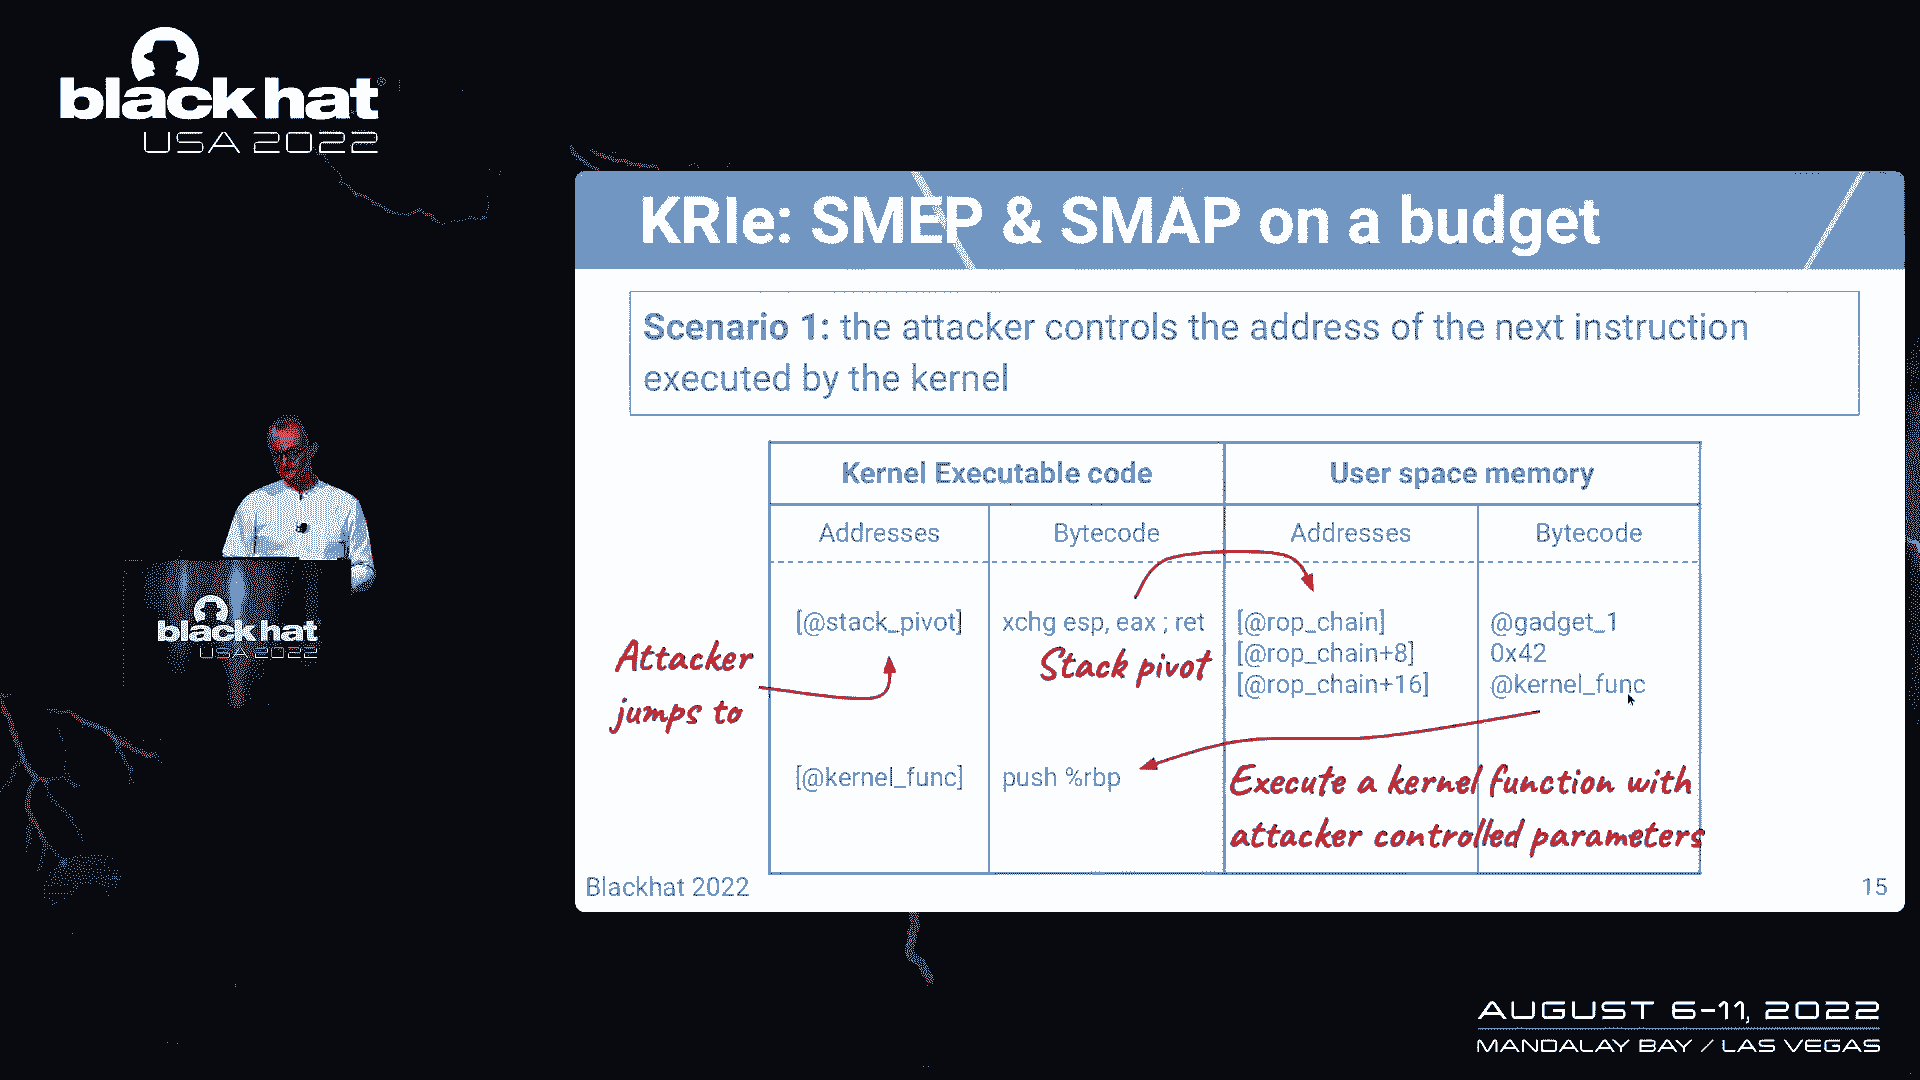 black hat
USA 2022
KRIe: SMEP & SMAP on a budget
Scenario 1: the attacker controls the address of the next instruction
executed by the kernel
Kernel Executable code
User space memory
Addresses
Bytecode
Addresses
Bytecode
[@stack_pivot]
xchg esp, eax ; ret
[@rop_chain]
@gadget_1
[@rop_chain+8]
0x42
[@rop_chain+16]
@kernel_func
Attacker
jumps to
Stack pivot
[@kernel_func]
push %rbp
Execute a kernel function with
attacker controlled parameters
Blackhat 2022
15
black hat
USA 2022
AUGUST 6-11, 2022
MANDALAY BAY / LAS VEGAS